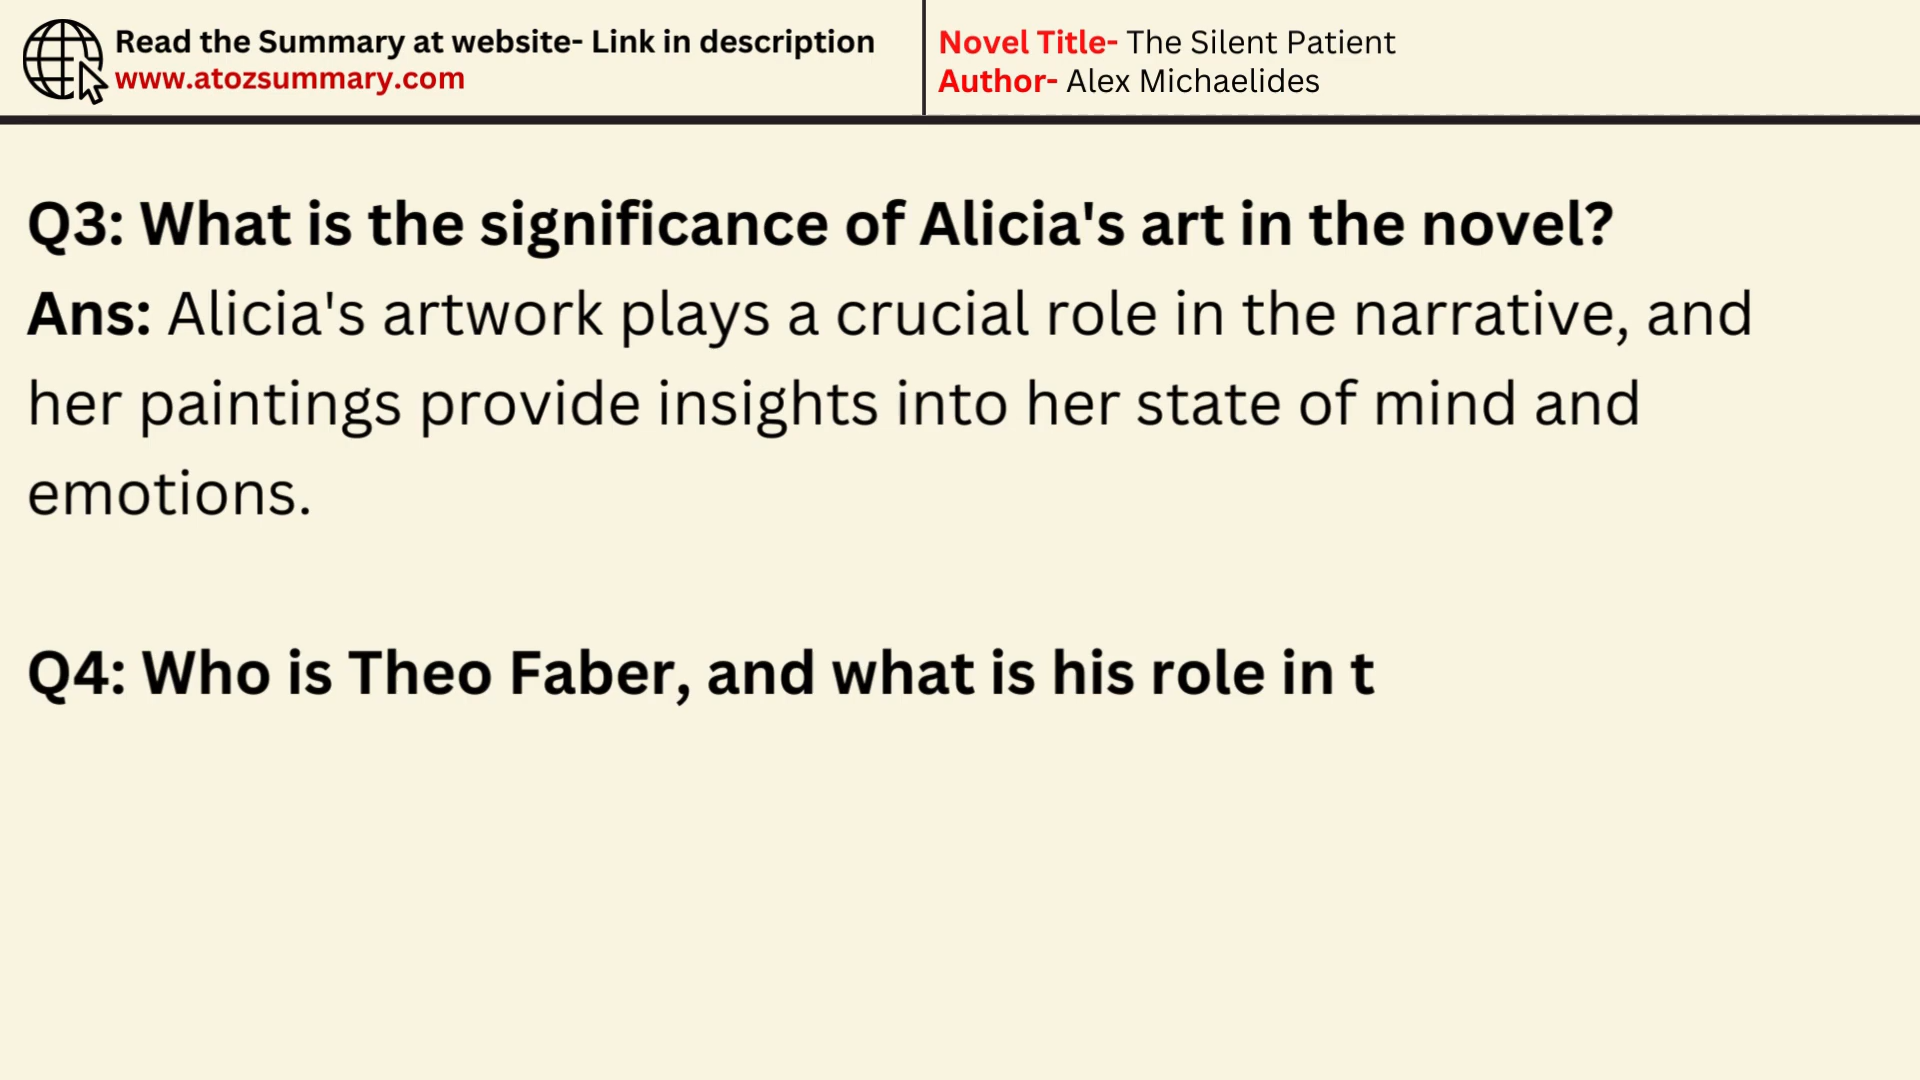 Read the Summary at website- Link in description
www.atozsummary.com
Novel Title- The Silent Patient
Author- Alex Michaelides
Q3: What is the significance of Alicia's art in the novel?
Ans: Alicia's artwork plays a crucial role in the narrative, and
her paintings provide insights into her state of mind and
emotions.
Q4: Who is Theo Faber, and what is his role in t